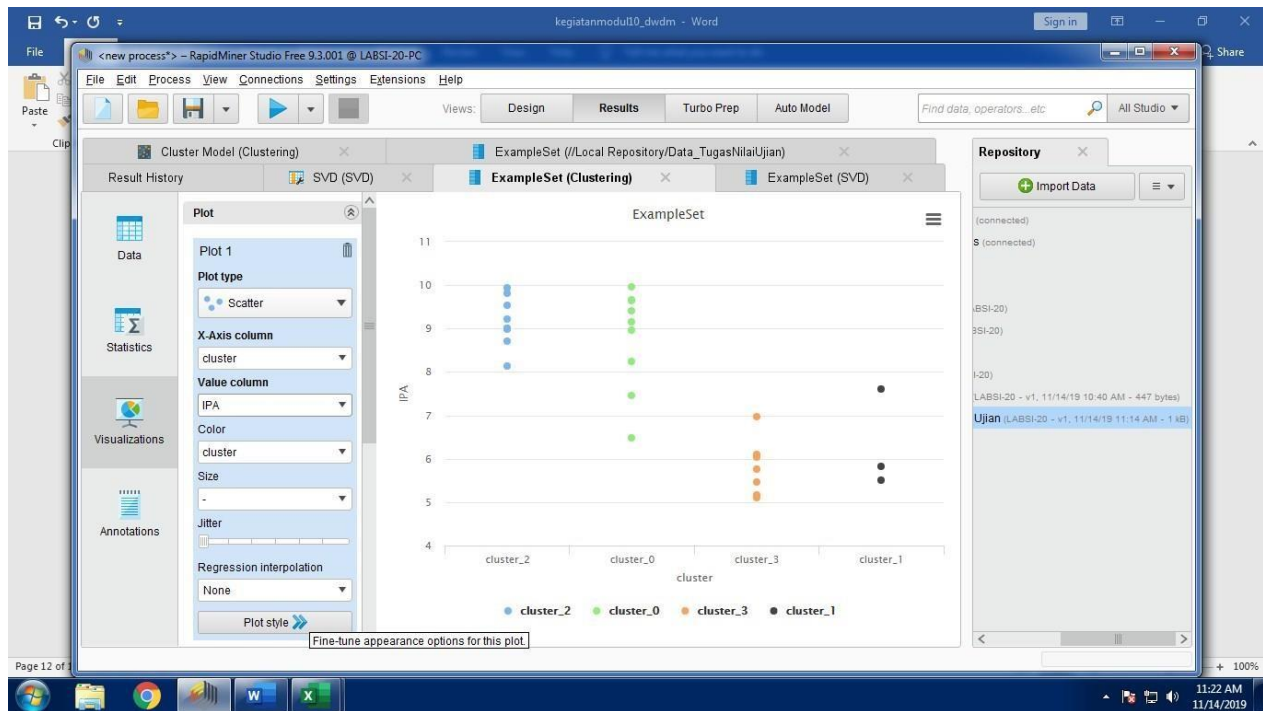 kegiatanmodul10_dwdm - Word
Sign in
File
Share
Paste
Clip
<new process*> – RapidMiner Studio Free 9.3.001 @ LABSI-20-PC
File Edit Process View Connections Settings Extensions Help
Views: Design Results Turbo Prep Auto Model
Find data, operators...etc
All Studio
Cluster Model (Clustering)
ExampleSet (//Local Repository/Data_TugasNilaiUjian)
Result History
SVD (SVD)
ExampleSet (Clustering)
ExampleSet (SVD)
Data
Statistics
Visualizations
Annotations
Plot
Plot 1
Plot type
Scatter
X-Axis column
cluster
Value column
IPA
Color
cluster
Size
-
Jitter
Regression interpolation
None
Plot style
Fine-tune appearance options for this plot.
ExampleSet
11
10
9
8
7
6
5
4
IPA
cluster_2 cluster_0 cluster_3 cluster_1
cluster
cluster_2 cluster_0 cluster_3 cluster_1
Repository
Import Data
(connected)
s (connected)
ABSI-20)
BSI-20)
I-20)
LABSI-20 - v1, 11/14/19 10:40 AM - 447 bytes)
Ujian (LABSI-20 - v1, 11/14/19 11:14 AM - 1 kB)
Page 12 of 1
100%
11:22 AM
11/14/2019